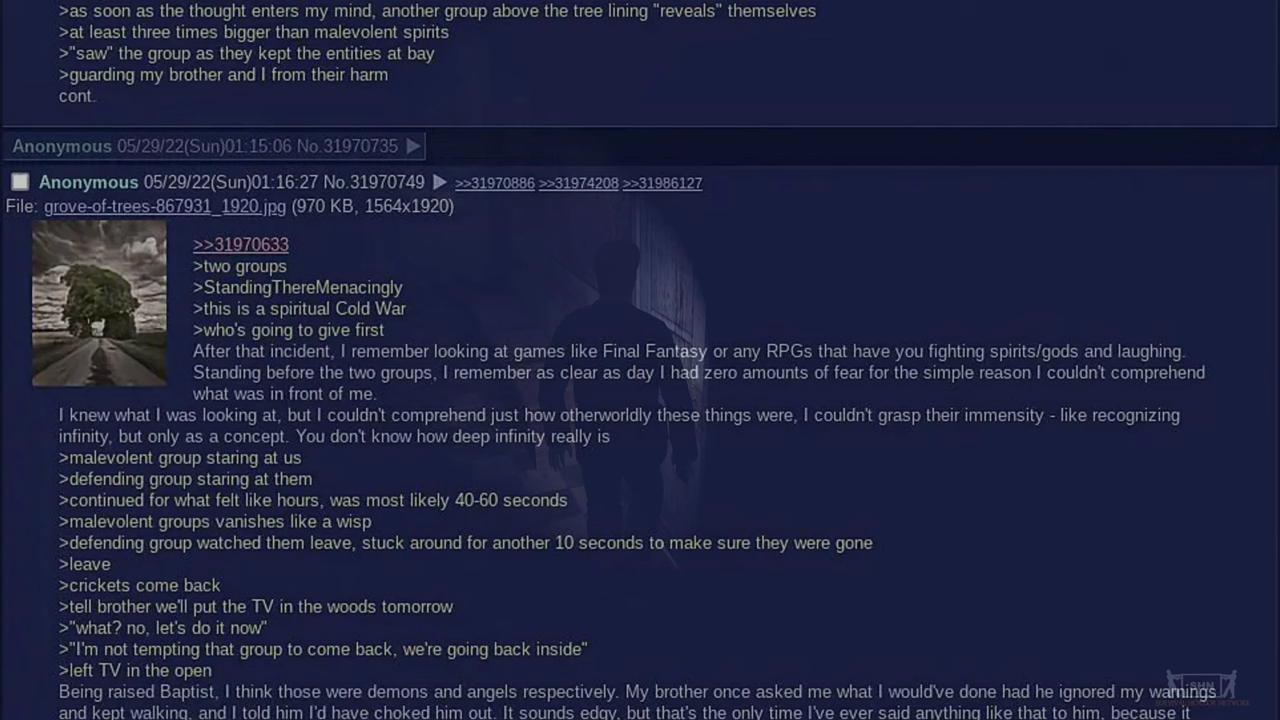 >as soon as the thought enters my mind, another group above the tree lining "reveals" themselves
>at least three times bigger than malevolent spirits
>"saw" the group as they kept the entities at bay
>guarding my brother and I from their harm
cont.
Anonymous 05/29/22(Sun)01:15:06 No.31970735 ▶
Anonymous 05/29/22(Sun)01:16:27 No.31970749 ▶ >>31970886 >>31974208 >>31986127
File: grove-of-trees-867931_1920.jpg (970 KB, 1564x1920)
>>31970633
>two groups
>StandingThereMenacingly
>this is a spiritual Cold War
>who's going to give first
After that incident, I remember looking at games like Final Fantasy or any RPGs that have you fighting spirits/gods and laughing.
Standing before the two groups, I remember as clear as day I had zero amounts of fear for the simple reason I couldn't comprehend
what was in front of me.
I knew what I was looking at, but I couldn't comprehend just how otherworldly these things were, I couldn't grasp their immensity - like recognizing
infinity, but only as a concept. You don't know how deep infinity really is
>malevolent group staring at us
>defending group staring at them
>continued for what felt like hours, was most likely 40-60 seconds
>malevolent groups vanishes like a wisp
>defending group watched them leave, stuck around for another 10 seconds to make sure they were gone
>leave
>crickets come back
>tell brother we'll put the TV in the woods tomorrow
>"what? no, let's do it now"
>"I'm not tempting that group to come back, we're going back inside"
>left TV in the open
Being raised Baptist, I think those were demons and angels respectively. My brother once asked me what I would've done had he ignored my warnings
and kept walking, and I told him I'd have choked him out. It sounds edgy, but that's the only time I've ever said anything like that to him, because it
SHN